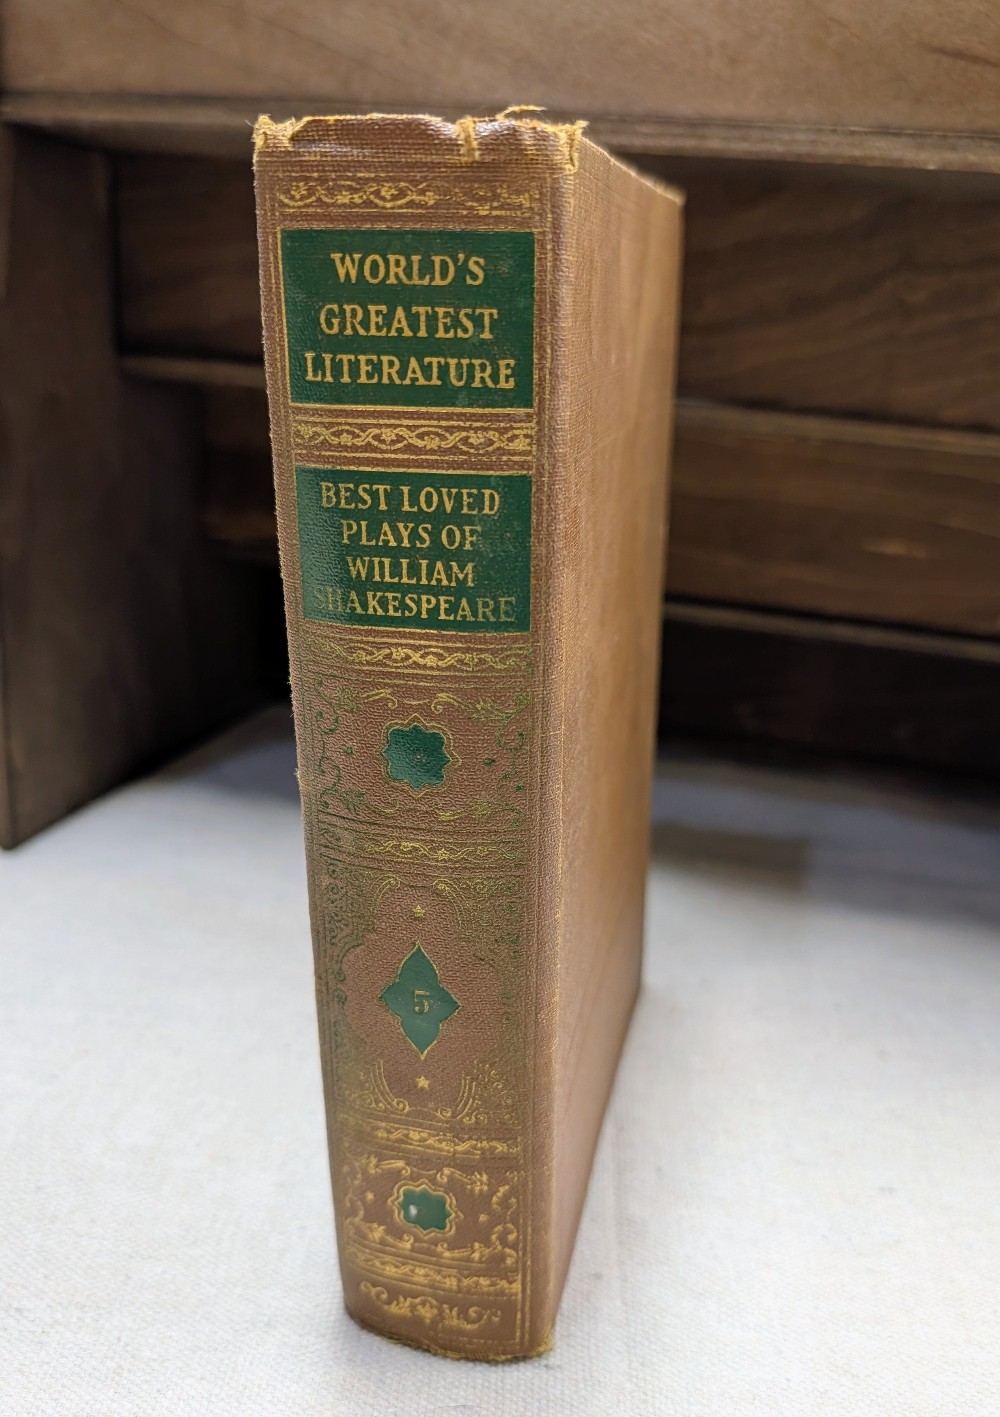 WORLD'S
GREATEST
LITERATURE
BEST LOVED
PLAYS OF
WILLIAM
SHAKESPEARE
5